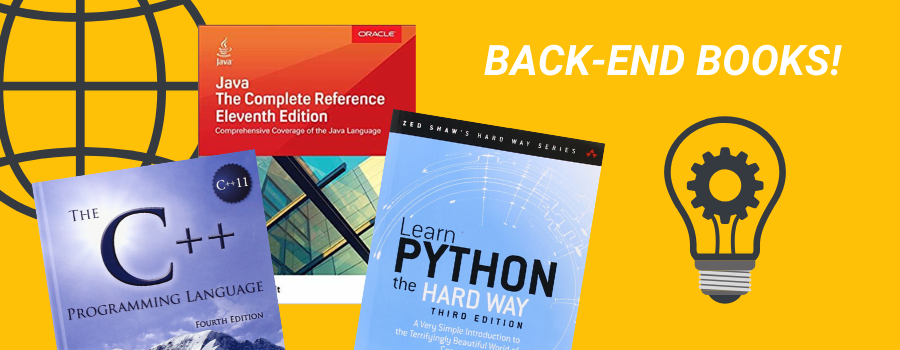 BACK-END BOOKS!
ORACLE
Java
Java
The Complete Reference
Eleventh Edition
Comprehensive Coverage of the Java Language
ZED SHAW'S HARD WAY SERIES
Learn
PYTHON
the HARD WAY
THIRD EDITION
A Very Simple Introduction to
the Terrifyingly Beautiful World of
C++11
THE
C++
PROGRAMMING LANGUAGE
FOURTH EDITION